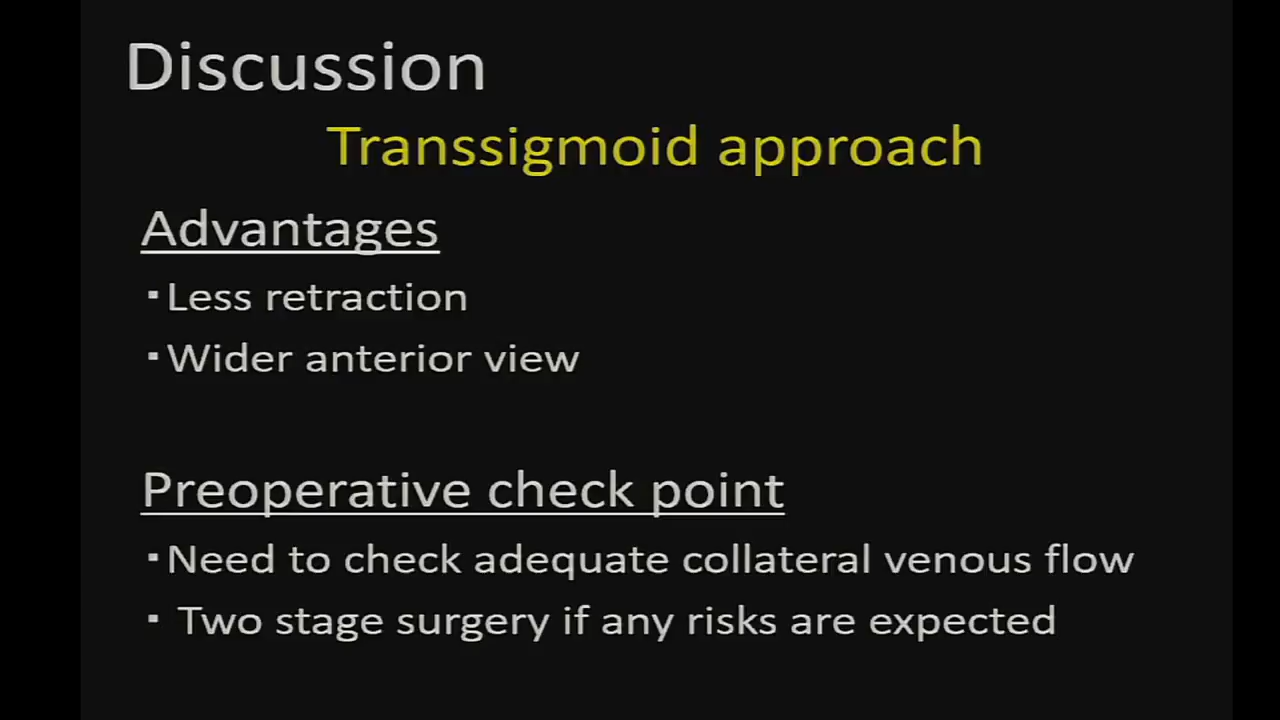 Discussion
Transsigmoid approach
Advantages
▪Less retraction
▪Wider anterior view
Preoperative check point
▪Need to check adequate collateral venous flow
▪ Two stage surgery if any risks are expected